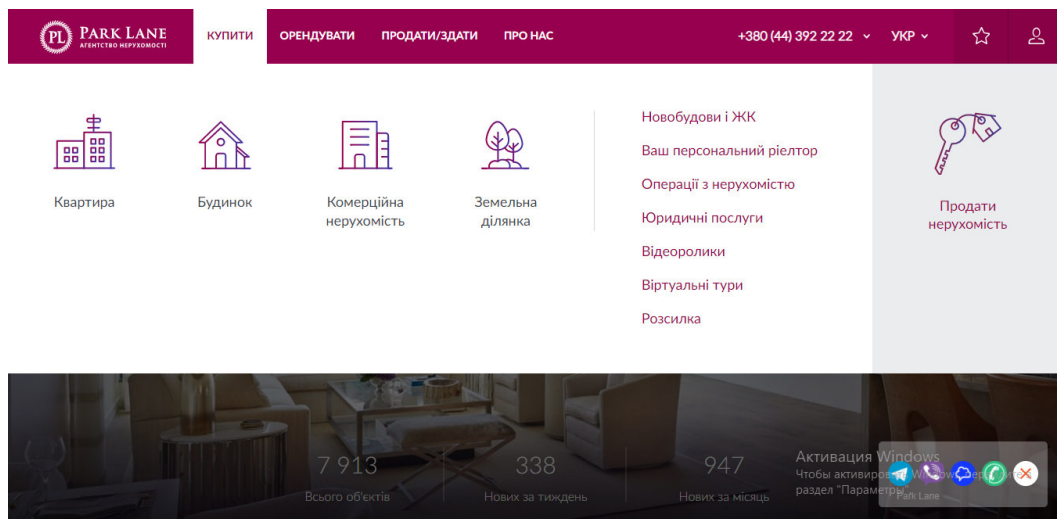 PL PARK LANE
АГЕНТСТВО НЕРУХОМОСТІ
КУПИТИ
ОРЕНДУВАТИ
ПРОДАТИ/ЗДАТИ
ПРО НАС
+380 (44) 392 22 22
УКР
Квартира
Будинок
Комерційна
нерухомість
Земельна
ділянка
Новобудови і ЖК
Ваш персональний ріелтор
Операції з нерухомістю
Юридичні послуги
Відеоролики
Віртуальні тури
Розсилка
Продати
нерухомість
7 913
Всього об'єктів
338
Нових за тиждень
947
Нових за місяць
Активация Windows
Чтобы активировать Windows, перейдите в
раздел "Параметры".
Park Lane